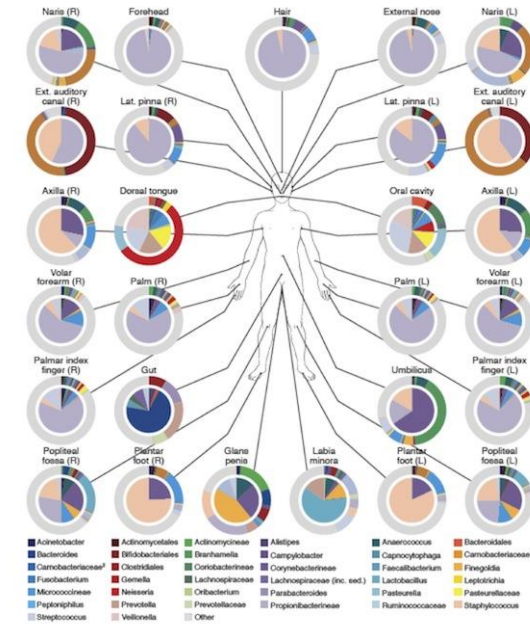 Naris (R) Forehead Hair External nose Naris (L)
Ext. auditory canal (R) Lat. pinna (R) Lat. pinna (L) Ext. auditory canal (L)
Axilla (R) Dorsal tongue Oral cavity Axilla (L)
Volar forearm (R) Palm (R) Palm (L) Volar forearm (L)
Palmar index finger (R) Gut Umbilicus Palmar index finger (L)
Popliteal fossa (R) Plantar foot (R) Glans penis Labia minora Plantar foot (L) Popliteal fossa (L)
Acinetobacter Actinomycetales Actinomycineae Alistipes Anaerococcus Bacteroidales
Bacteroides Bifidobacteriales Branhamella Campylobacter Capnocytophaga Carnobacteriaceae
Carnobacteriaceae² Clostridiales Coriobacterineae Corynebacterineae Faecalibacterium Finegoldia
Fusobacterium Gemella Lachnospiraceae Lachnospiraceae (inc. sed.) Lactobacillus Leptotrichia
Micrococcineae Neisseria Oribacterium Parabacteroides Pasteurella Pasteurellaceae
Peptoniphilus Prevotella Prevotellaceae Propionibacterineae Ruminococcaceae Staphylococcus
Streptococcus Veillonella Other